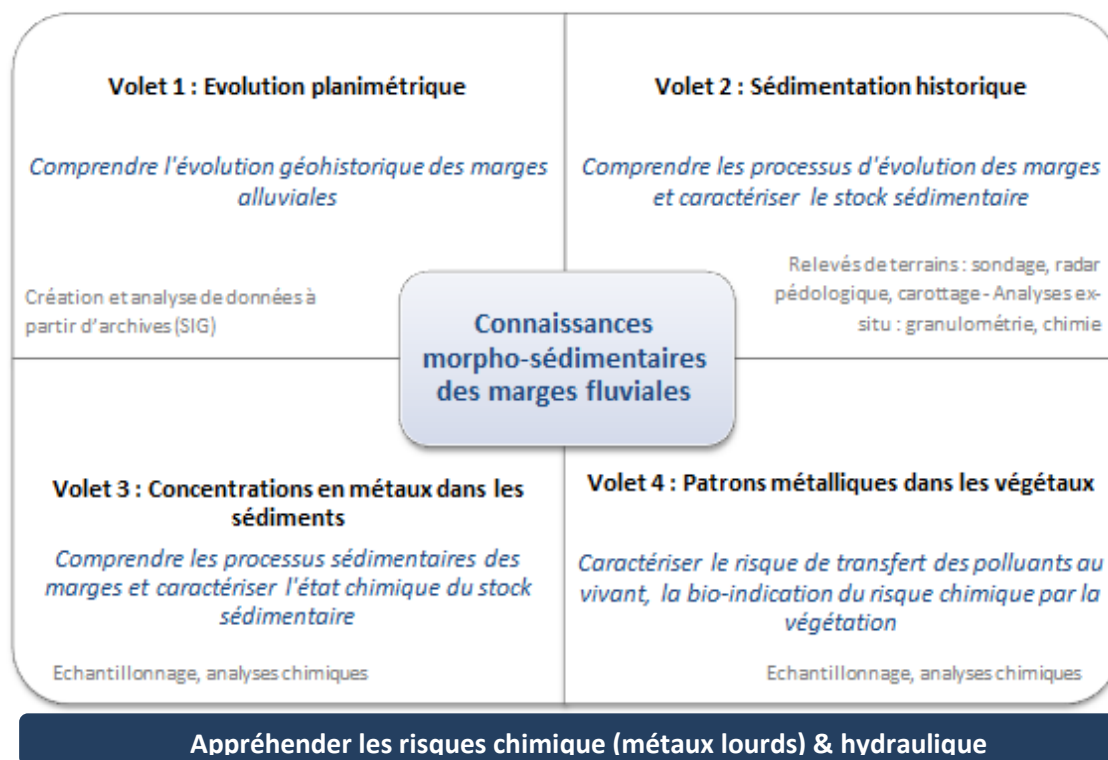 Volet 1 : Evolution planimétrique
Comprendre l'évolution géohistorique des marges
alluviales
Création et analyse de données à
partir d'archives (SIG)
Volet 2 : Sédimentation historique
Comprendre les processus d'évolution des marges
et caractériser le stock sédimentaire
Relevés de terrains : sondage, radar
pédologique, carottage - Analyses ex-
situ : granulométrie, chimie
Connaissances
morpho-sédimentaires
des marges fluviales
Volet 3 : Concentrations en métaux dans les
sédiments
Comprendre les processus sédimentaires des
marges et caractériser l'état chimique du stock
sédimentaire
Echantillonnage, analyses chimiques
Volet 4 : Patrons métalliques dans les végétaux
Caractériser le risque de transfert des polluants au
vivant, la bio-indication du risque chimique par la
végétation
Echantillonnage, analyses chimiques
Appréhender les risques chimique (métaux lourds) & hydraulique